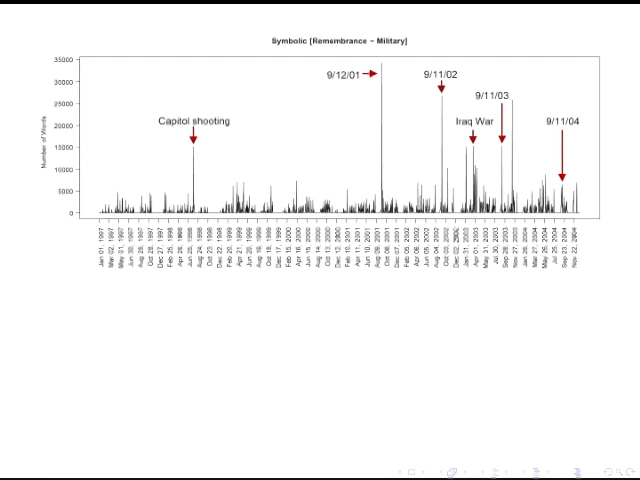 Symbolic [Remembrance − Military]
35000
30000
25000
20000
15000
10000
5000
0
Number of Words
9/12/01
9/11/02
9/11/03
Capitol shooting
Iraq War
9/11/04
Jan 01, 1997
Mar 02, 1997
May 01, 1997
Jun 30, 1997
Aug 29, 1997
Oct 28, 1997
Dec 27, 1997
Feb 25, 1998
Apr 26, 1998
Jun 25, 1998
Aug 24, 1998
Oct 23, 1998
Dec 22, 1998
Feb 20, 1999
Apr 21, 1999
Jun 20, 1999
Aug 19, 1999
Oct 18, 1999
Dec 17, 1999
Feb 15, 2000
Apr 15, 2000
Jun 14, 2000
Aug 13, 2000
Oct 12, 2000
Dec 11, 2000
Feb 09, 2001
Apr 10, 2001
Jun 09, 2001
Aug 08, 2001
Oct 07, 2001
Dec 06, 2001
Feb 04, 2002
Apr 05, 2002
Jun 04, 2002
Aug 03, 2002
Oct 02, 2002
Dec 01, 2002
Jan 30, 2003
Mar 31, 2003
May 30, 2003
Jul 29, 2003
Sep 27, 2003
Nov 26, 2003
Jan 25, 2004
Mar 25, 2004
May 24, 2004
Jul 23, 2004
Sep 21, 2004
Nov 20, 2004